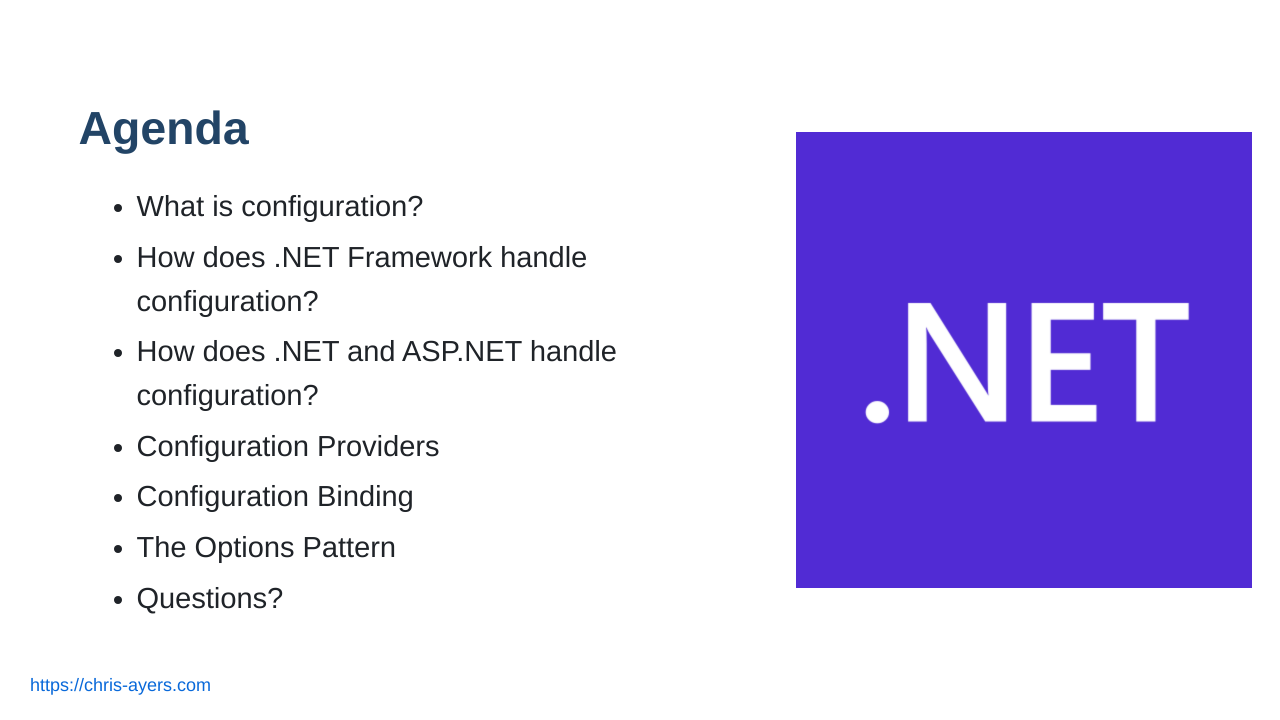 Agenda
• What is configuration?
• How does .NET Framework handle
configuration?
• How does .NET and ASP.NET handle
configuration?
• Configuration Providers
• Configuration Binding
• The Options Pattern
• Questions?
.NET
https://chris-ayers.com